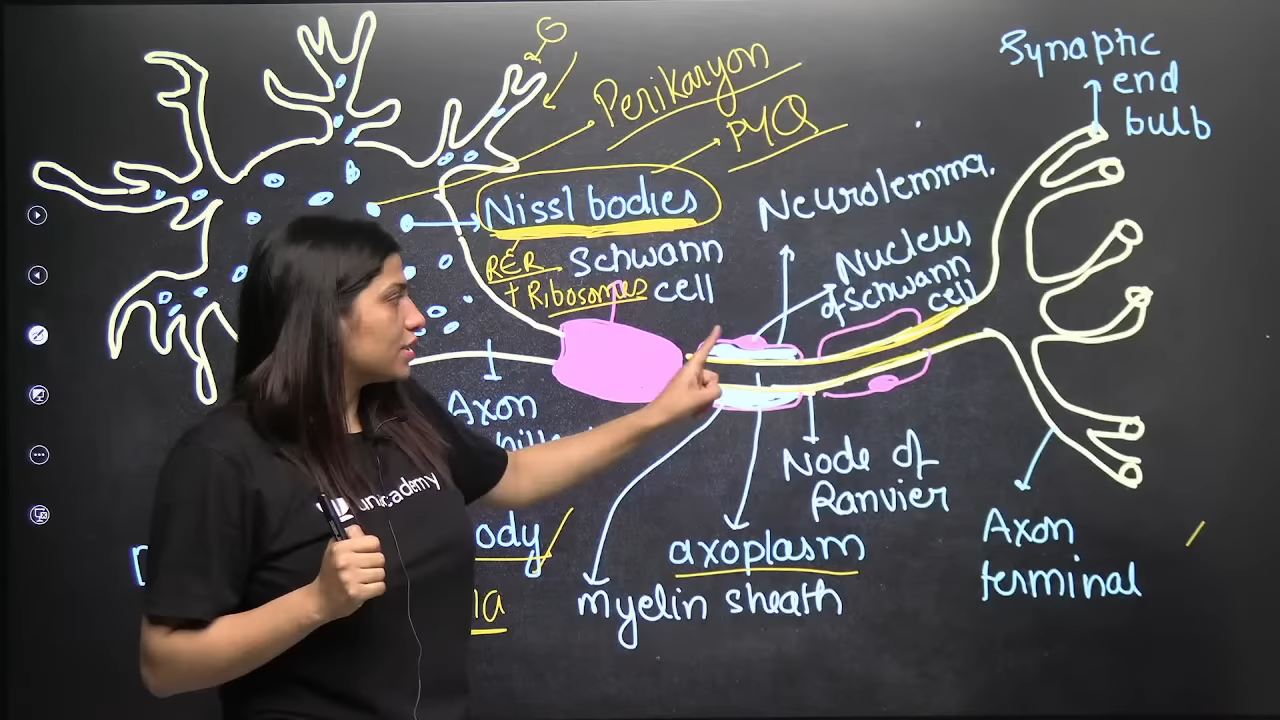 Synaptic
end
bulb
Perikaryon
PYQ
Nissl bodies
Neurolemma.
RER
+ Ribosomes
Schwann
cell
Nucleus
of Schwann
cell
Axon
Node of
Ranvier
unacademy
ody
axoplasm
Axon
terminal
myelin sheath